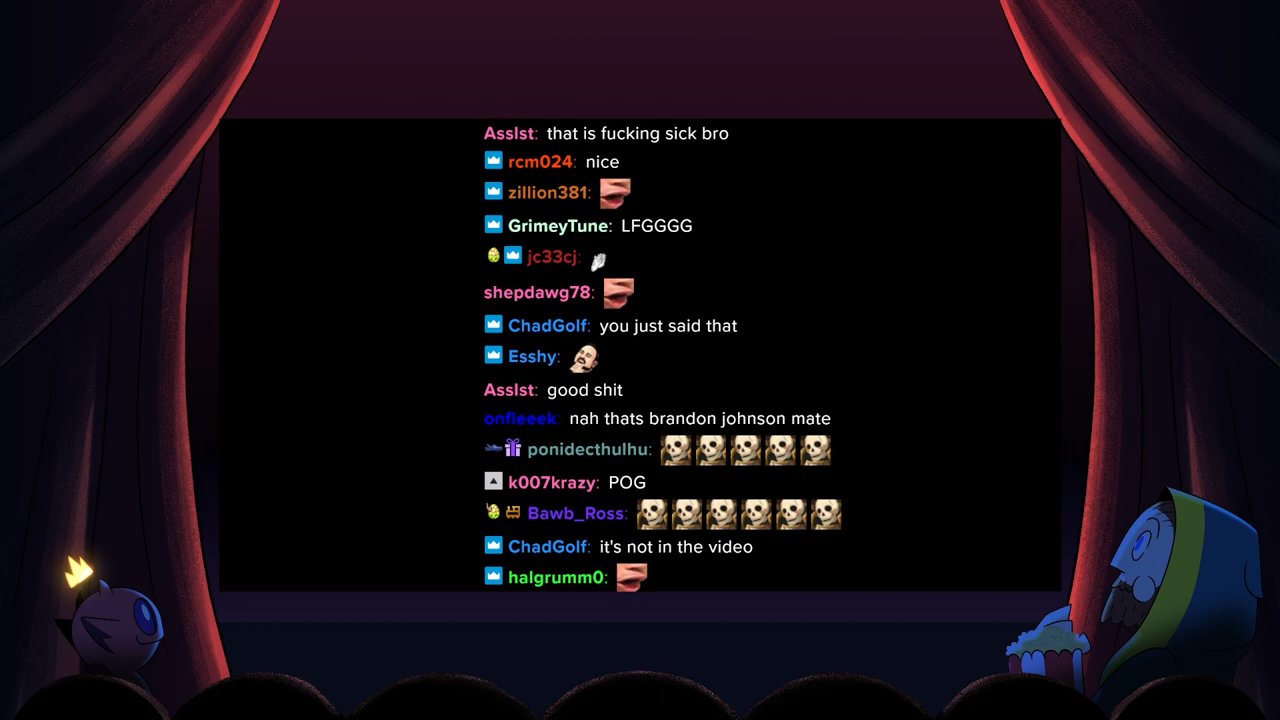 AssIst: that is fucking sick bro
rcm024: nice
zillion381:
GrimeyTune: LFGGGG
jc33cj:
shepdawg78:
ChadGolf: you just said that
Esshy:
AssIst: good shit
onfleeek: nah thats brandon johnson mate
ponidecthulhu:
k007krazy: POG
Bawb_Ross:
ChadGolf: it's not in the video
halgrumm0: